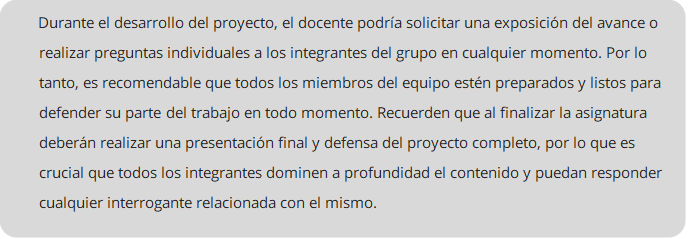 Durante el desarrollo del proyecto, el docente podría solicitar una exposición del avance o
realizar preguntas individuales a los integrantes del grupo en cualquier momento. Por lo
tanto, es recomendable que todos los miembros del equipo estén preparados y listos para
defender su parte del trabajo en todo momento. Recuerden que al finalizar la asignatura
deberán realizar una presentación final y defensa del proyecto completo, por lo que es
crucial que todos los integrantes dominen a profundidad el contenido y puedan responder
cualquier interrogante relacionada con el mismo.